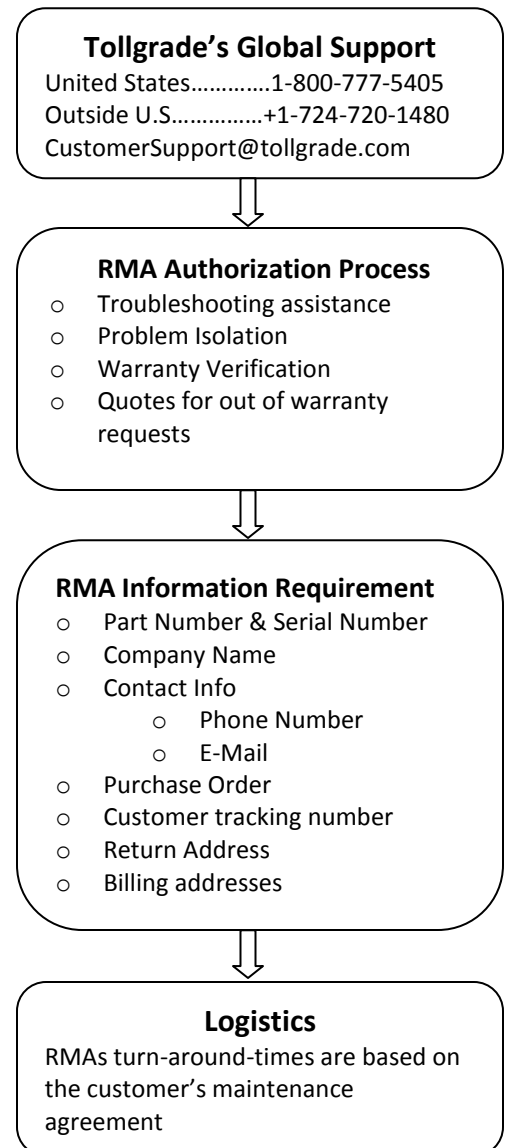 Tollgrade’s Global Support
United States………….1-800-777-5405
Outside U.S……………+1-724-720-1480
CustomerSupport@tollgrade.com
RMA Authorization Process
o Troubleshooting assistance
o Problem Isolation
o Warranty Verification
o Quotes for out of warranty
requests
RMA Information Requirement
o Part Number & Serial Number
o Company Name
o Contact Info
o Phone Number
o E-Mail
o Purchase Order
o Customer tracking number
o Return Address
o Billing addresses
Logistics
RMAs turn-around-times are based on
the customer’s maintenance
agreement